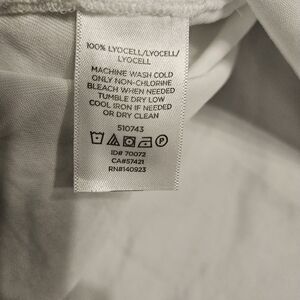 100% LYOCELL/LYOCELL/
LYOCELL
MACHINE WASH COLD
ONLY NON-CHLORINE
BLEACH WHEN NEEDED
TUMBLE DRY LOW
COOL IRON IF NEEDED
OR DRY CLEAN
510743
P
ID# 70072
CA#57421
RN#140923